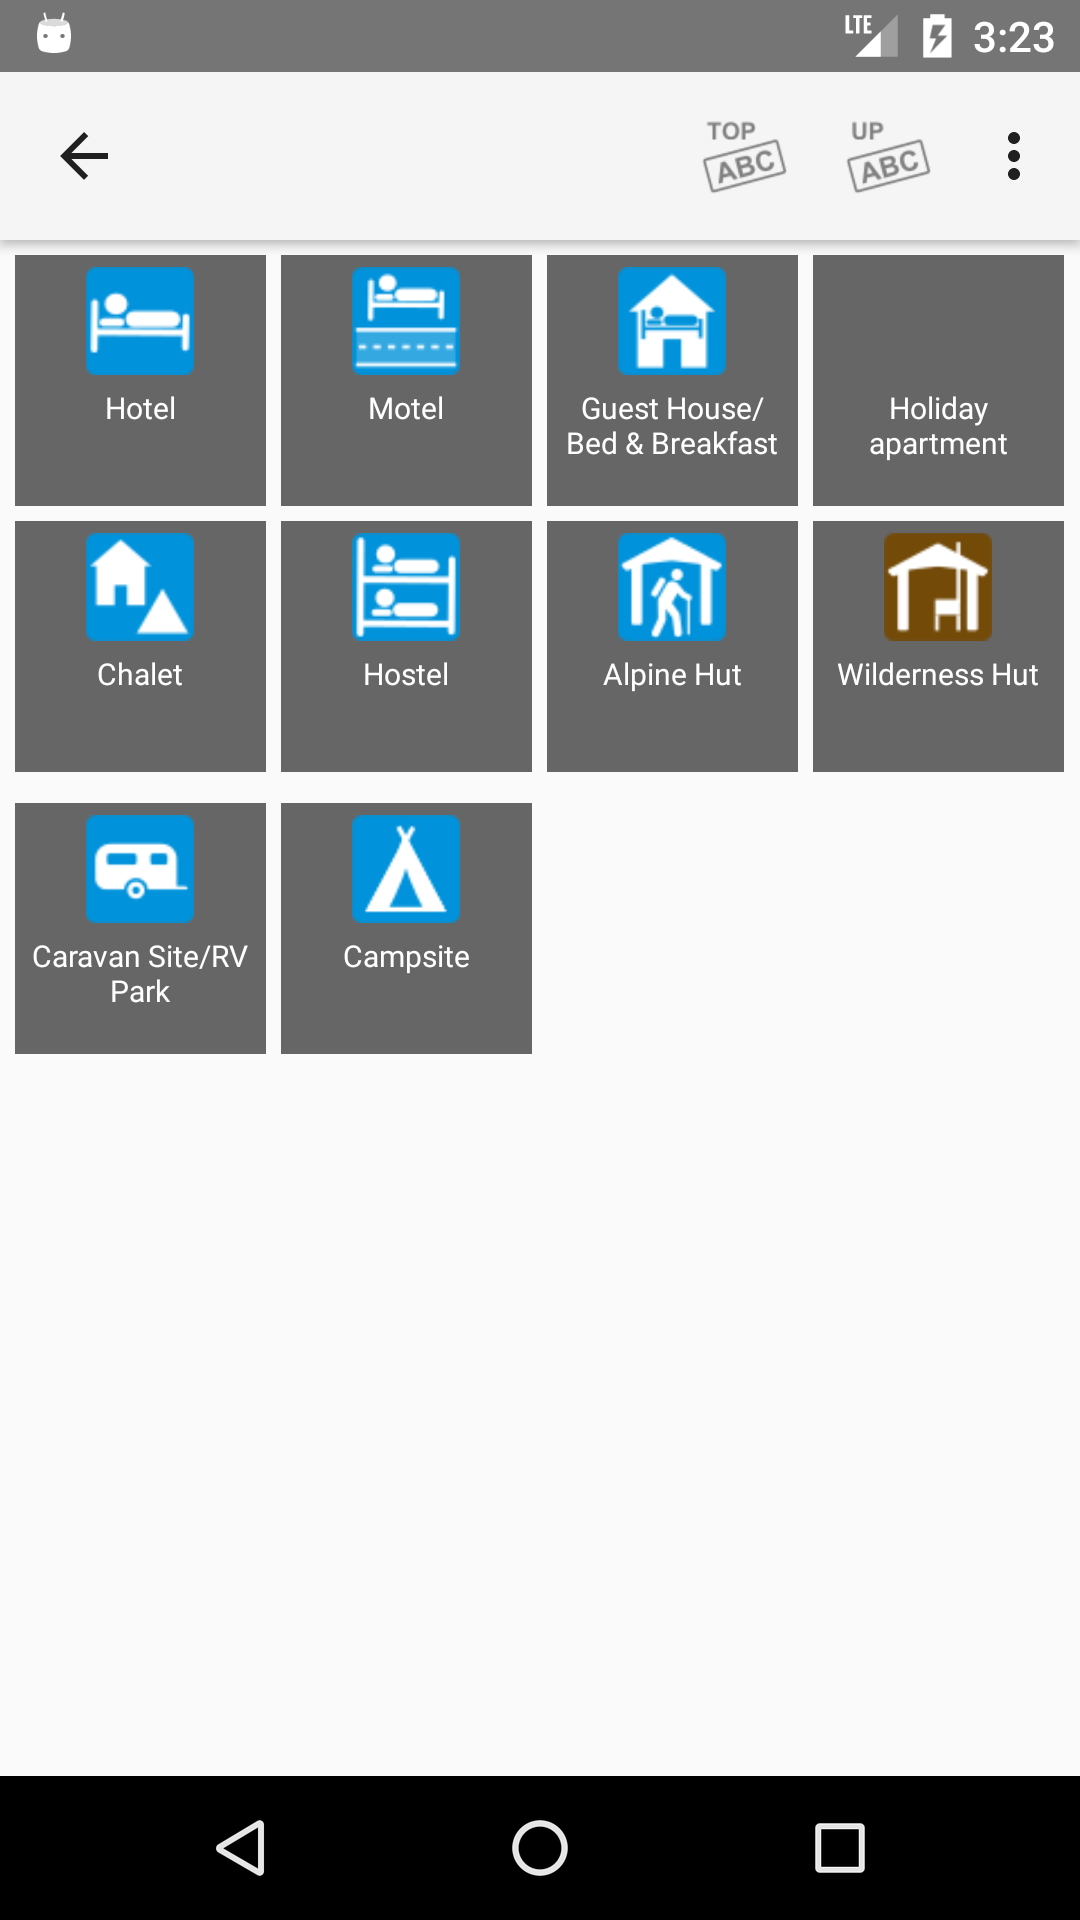 LTE 3:23
TOP ABC
UP ABC
Hotel
Motel
Guest House/
Bed & Breakfast
Holiday
apartment
Chalet
Hostel
Alpine Hut
Wilderness Hut
Caravan Site/RV
Park
Campsite